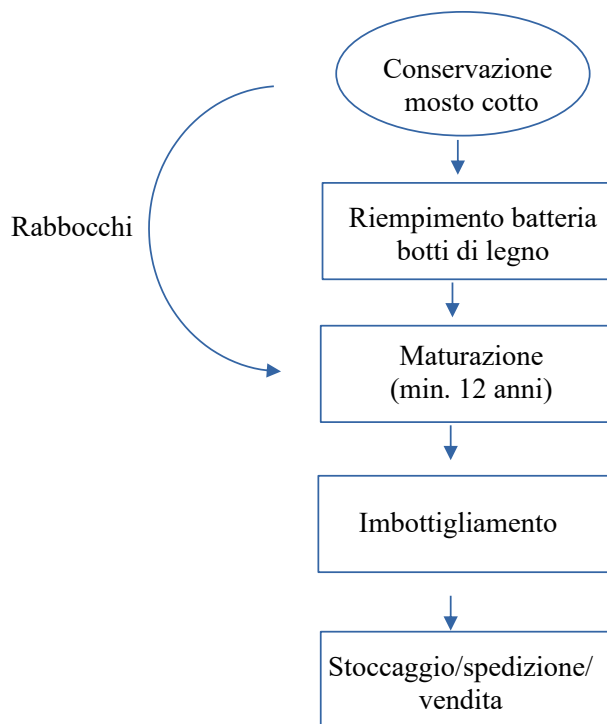 Conservazione
mosto cotto
Rabbocchi
Riempimento batteria
botti di legno
Maturazione
(min. 12 anni)
Imbottigliamento
Stoccaggio/spedizione/
vendita